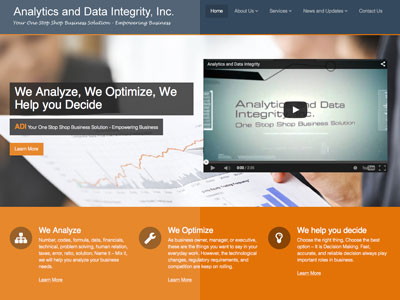 Analytics and Data Integrity, Inc.
Your One Stop Shop Business Solution - Empowering Business
Home
About Us
Services
News and Updates
Contact Us
We Analyze, We Optimize, We
Help you Decide
ADI Your One Stop Shop Business Solution - Empowering Business
Learn More
Analytics and Data Integrity
Analytics and Data
Integrity Inc.
One Stop Shop Business Solution
0:00 / 2:05
YouTube
We Analyze
Number, codes, formula, data, financials,
technical, problem solving, human relation,
taxes, error, ratio, solution; Name it - Mix it,
we will help you analyze your business
needs.
Learn More
We Optimize
As business owner, manager, or executive,
these are the things you want to say in your
everyday work. However, the technological
changes, regulatory requirements, and
competition are keep on rolling.
Learn More
We help you decide
Choose the right thing, Choose the best
option – It is Decision Making. Fast,
accurate, and reliable decision always play
important roles in business.
Learn More